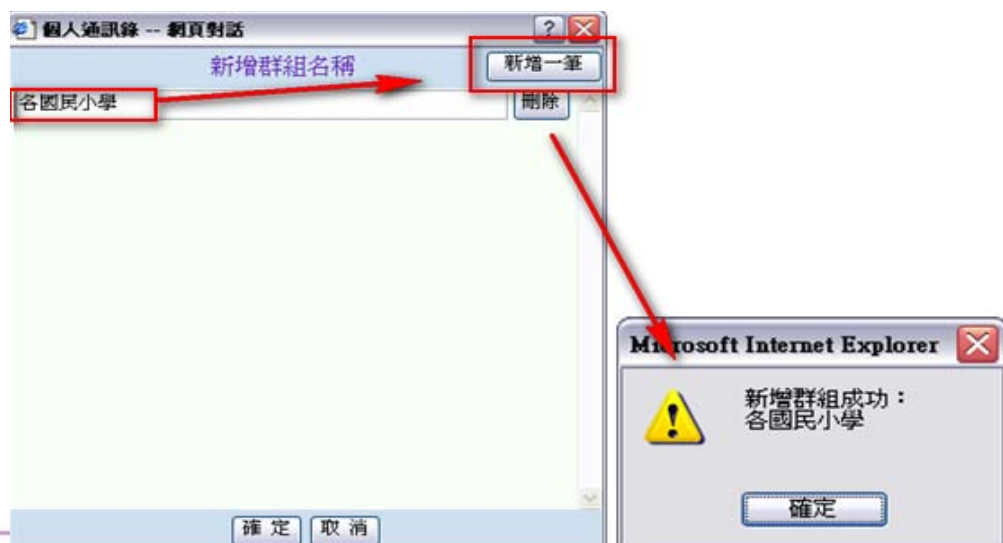 個人通訊錄 -- 網頁對話
新增群組名稱
新增一筆
各國民小學
刪除
確 定
取 消
Microsoft Internet Explorer
新增群組成功：
各國民小學
確定